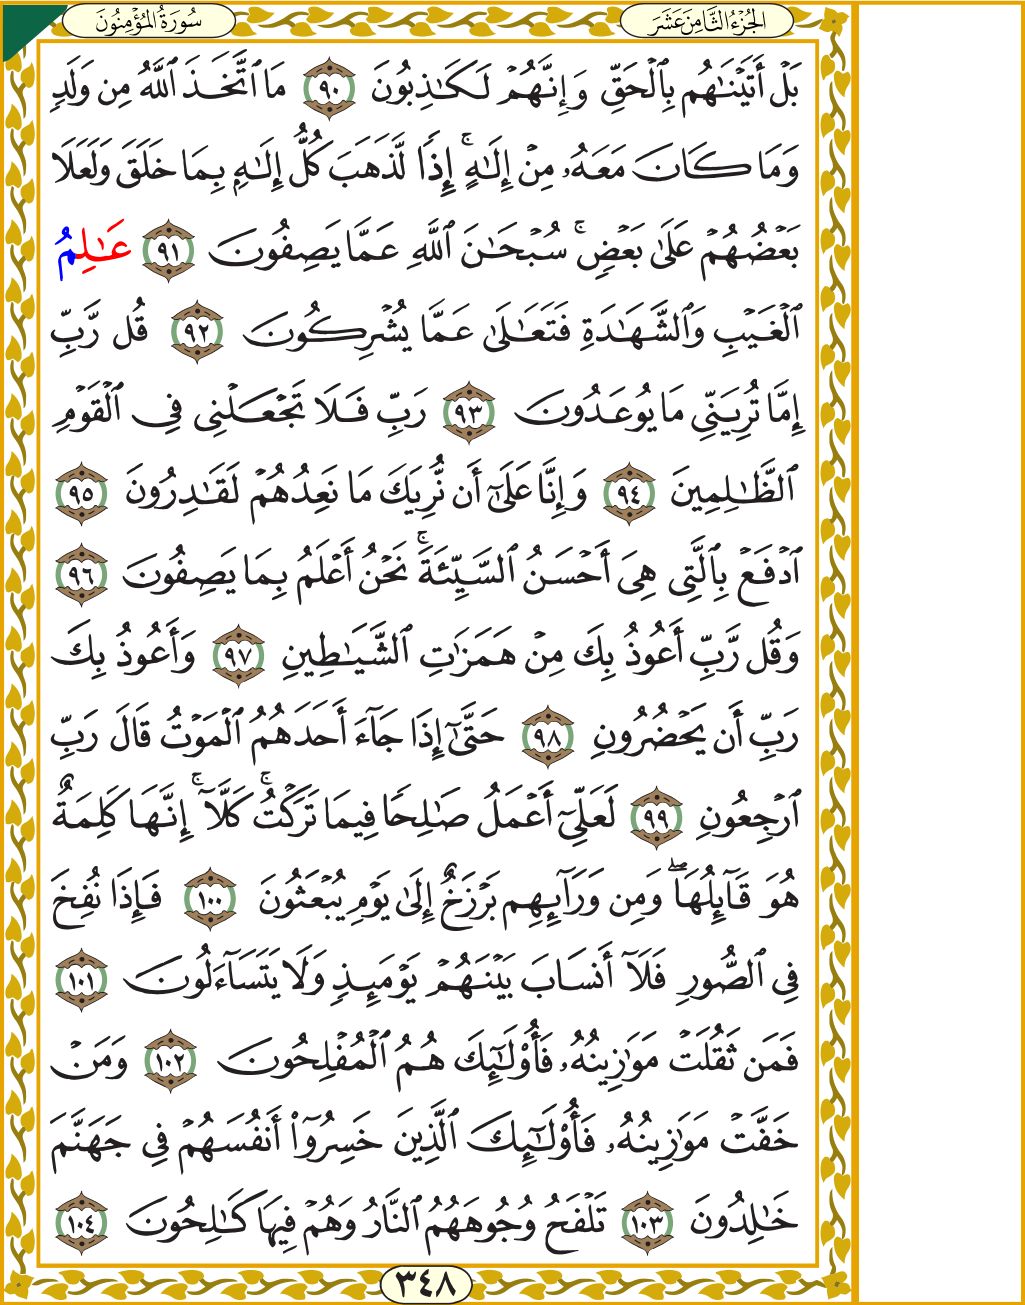 الجُزْءُ الثَّامِنَ عَشَرَ
سُورَةُ المُؤْمِنُونَ
بَلْ أَتَيْنَٰهُم بِٱلْحَقِّ وَإِنَّهُمْ لَكَٰذِبُونَ ٩٠ مَا ٱتَّخَذَ ٱللَّهُ مِن وَلَدٍ
وَمَا كَانَ مَعَهُۥ مِنْ إِلَٰهٍ ۚ إِذًا لَّذَهَبَ كُلُّ إِلَٰهٍۭ بِمَا خَلَقَ وَلَعَلَا
بَعْضُهُمْ عَلَىٰ بَعْضٍ ۚ سُبْحَٰنَ ٱللَّهِ عَمَّا يَصِفُونَ ٩١ عَٰلِمُ
ٱلْغَيْبِ وَٱلشَّهَٰدَةِ فَتَعَٰلَىٰ عَمَّا يُشْرِكُونَ ٩٢ قُل رَّبِّ
إِمَّا تُرِيَنِّي مَا يُوعَدُونَ ٩٣ رَبِّ فَلَا تَجْعَلْنِي فِي ٱلْقَوْمِ
ٱلظَّٰلِمِينَ ٩٤ وَإِنَّا عَلَىٰٓ أَن نُّرِيَكَ مَا نَعِدُهُمْ لَقَٰدِرُونَ ٩٥
ٱدْفَعْ بِٱلَّتِي هِيَ أَحْسَنُ ٱلسَّيِّئَةَ ۚ نَحْنُ أَعْلَمُ بِمَا يَصِفُونَ ٩٦
وَقُل رَّبِّ أَعُوذُ بِكَ مِنْ هَمَزَٰتِ ٱلشَّيَٰطِينِ ٩٧ وَأَعُوذُ بِكَ
رَبِّ أَن يَحْضُرُونِ ٩٨ حَتَّىٰٓ إِذَا جَآءَ أَحَدَهُمُ ٱلْمَوْتُ قَالَ رَبِّ
ٱرْجِعُونِ ٩٩ لَعَلِّيٓ أَعْمَلُ صَٰلِحًا فِيمَا تَرَكْتُ ۚ كَلَّآ ۚ إِنَّهَا كَلِمَةٌ
هُوَ قَآئِلُهَا ۖ وَمِن وَرَآئِهِم بَرْزَخٌ إِلَىٰ يَوْمِ يُبْعَثُونَ ١٠٠ فَإِذَا نُفِخَ
فِي ٱلصُّورِ فَلَآ أَنسَابَ بَيْنَهُمْ يَوْمَئِذٍ وَلَا يَتَسَآءَلُونَ ١٠١
فَمَن ثَقُلَتْ مَوَٰزِينُهُۥ فَأُو۟لَٰٓئِكَ هُمُ ٱلْمُفْلِحُونَ ١٠٢ وَمَنْ
خَفَّتْ مَوَٰزِينُهُۥ فَأُو۟لَٰٓئِكَ ٱلَّذِينَ خَسِرُوٓا۟ أَنفُسَهُمْ فِي جَهَنَّمَ
خَٰلِدُونَ ١٠٣ تَلْفَحُ وُجُوهَهُمُ ٱلنَّارُ وَهُمْ فِيهَا كَٰلِحُونَ ١٠٤
٣٤٨